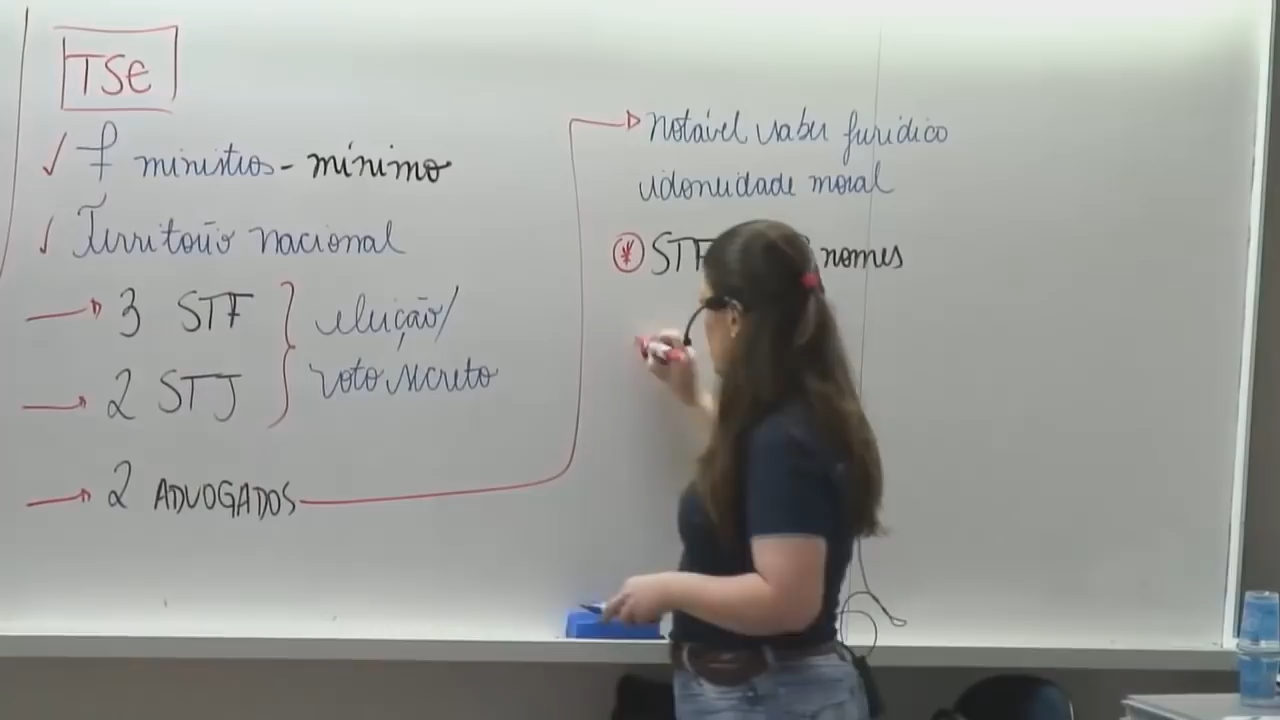 TSE
✓ 7 ministros - mínimo
✓ Território nacional
→ 3 STF
→ 2 STJ
eleição/
voto secreto
→ 2 ADVOGADOS
notável saber jurídico
idoneidade moral
* STF nomes